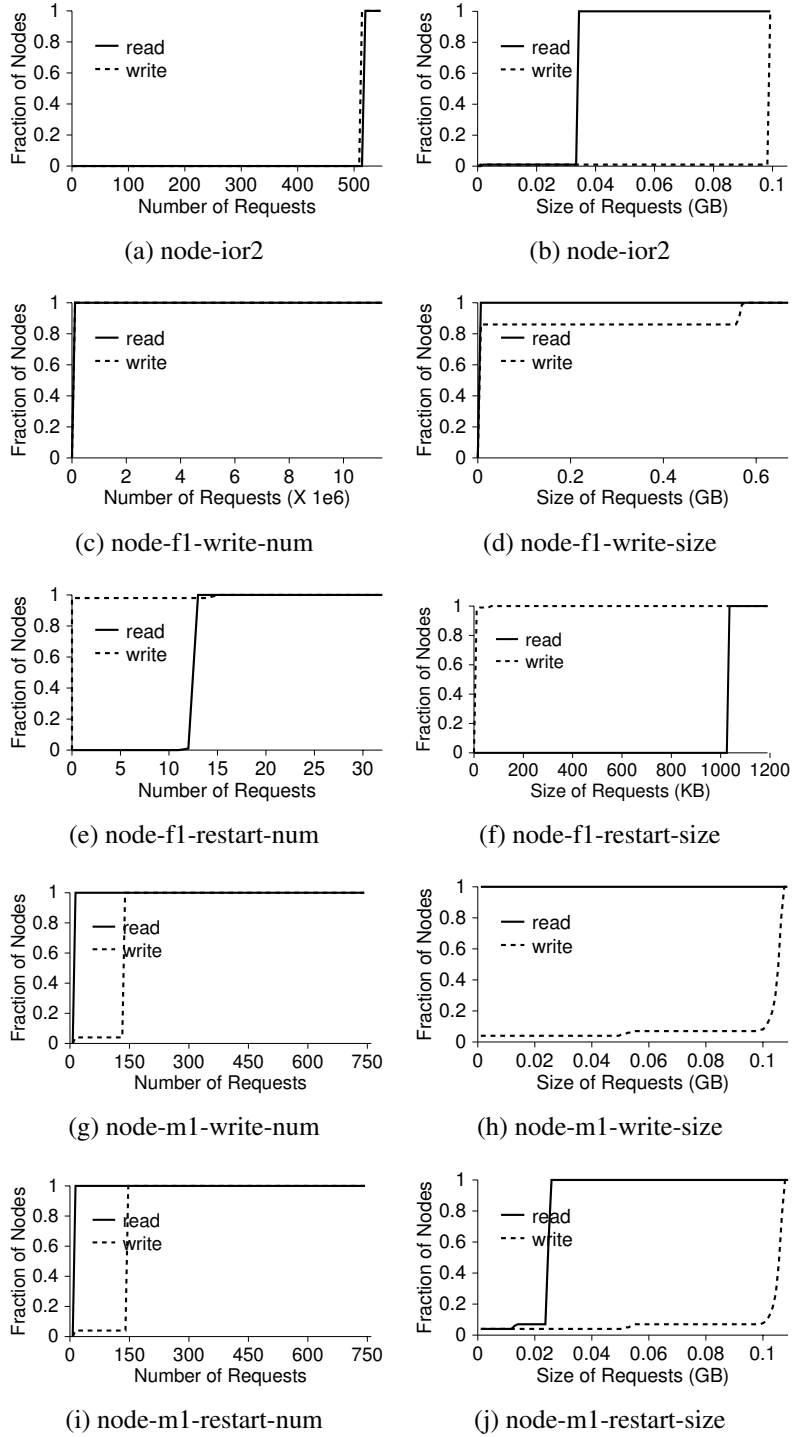 Fraction of Nodes
1
0.8
0.6
0.4
0.2
0
read
write
0 100 200 300 400 500
Number of Requests
(a) node-ior2
Fraction of Nodes
1
0.8
0.6
0.4
0.2
0
read
write
0 0.02 0.04 0.06 0.08 0.1
Size of Requests (GB)
(b) node-ior2
Fraction of Nodes
1
0.8
0.6
0.4
0.2
0
read
write
0 2 4 6 8 10
Number of Requests (X 1e6)
(c) node-f1-write-num
Fraction of Nodes
1
0.8
0.6
0.4
0.2
0
read
write
0 0.2 0.4 0.6
Size of Requests (GB)
(d) node-f1-write-size
Fraction of Nodes
1
0.8
0.6
0.4
0.2
0
read
write
0 5 10 15 20 25 30
Number of Requests
(e) node-f1-restart-num
Fraction of Nodes
1
0.8
0.6
0.4
0.2
0
read
write
0 200 400 600 800 1000 1200
Size of Requests (KB)
(f) node-f1-restart-size
Fraction of Nodes
1
0.8
0.6
0.4
0.2
0
read
write
0 150 300 450 600 750
Number of Requests
(g) node-m1-write-num
Fraction of Nodes
1
0.8
0.6
0.4
0.2
0
read
write
0 0.02 0.04 0.06 0.08 0.1
Size of Requests (GB)
(h) node-m1-write-size
Fraction of Nodes
1
0.8
0.6
0.4
0.2
0
read
write
0 150 300 450 600 750
Number of Requests
(i) node-m1-restart-num
Fraction of Nodes
1
0.8
0.6
0.4
0.2
0
read
write
0 0.02 0.04 0.06 0.08 0.1
Size of Requests (GB)
(j) node-m1-restart-size